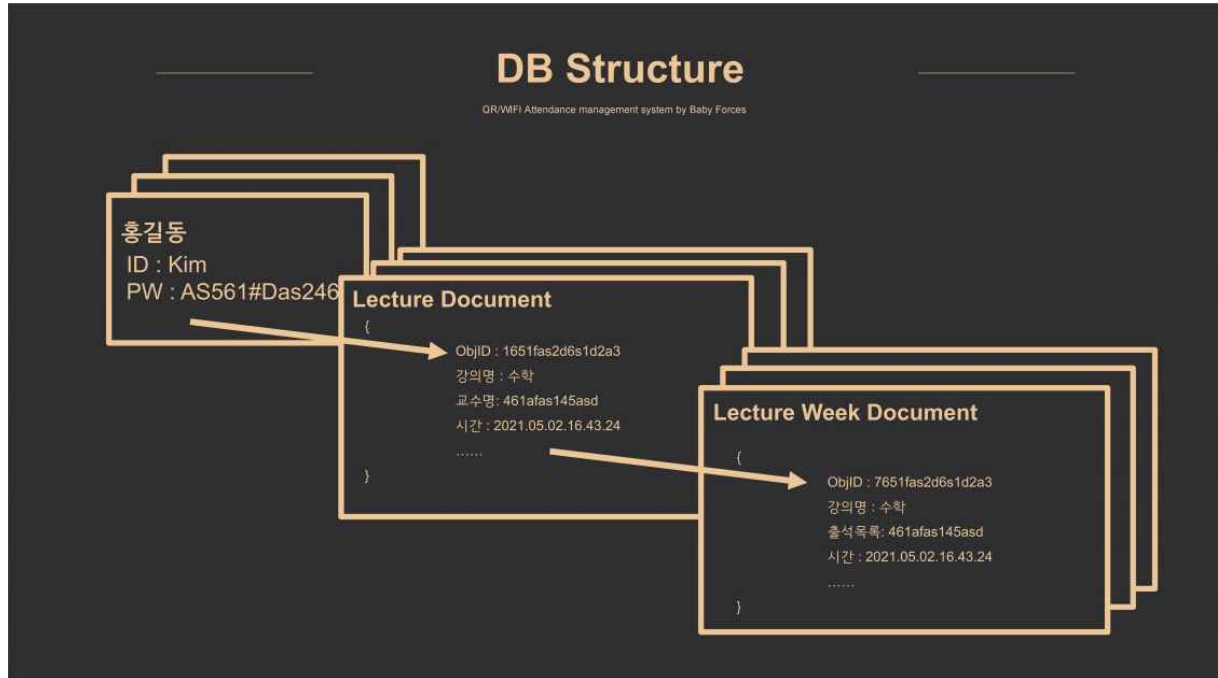 DB Structure
QR/WIFI Attendance management system by Baby Forces
홍길동
ID : Kim
PW : AS561#Das246
Lecture Document
{
ObjID : 1651fas2d6s1d2a3
강의명 : 수학
교수명: 461afas145asd
시간 : 2021.05.02.16.43.24
......
}
Lecture Week Document
{
ObjID : 7651fas2d6s1d2a3
강의명 : 수학
출석목록: 461afas145asd
시간 : 2021.05.02.16.43.24
......
}